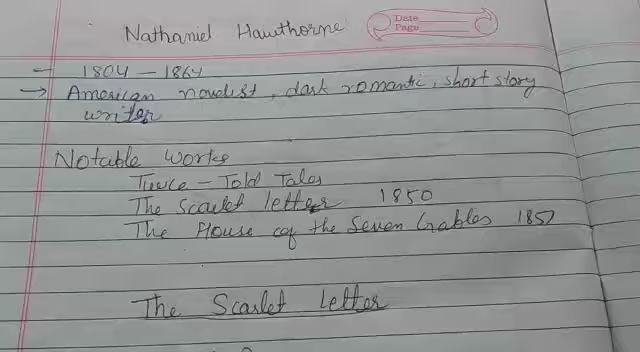 Nathaniel Hawthorne
Date
Page
- 1804 - 1864
→ American novelist, dark romantic, short story
writer
Notable Works
Twice - Told Tales
The Scarlet letter 1850
The House of the Seven Gables 185
The Scarlet Letter